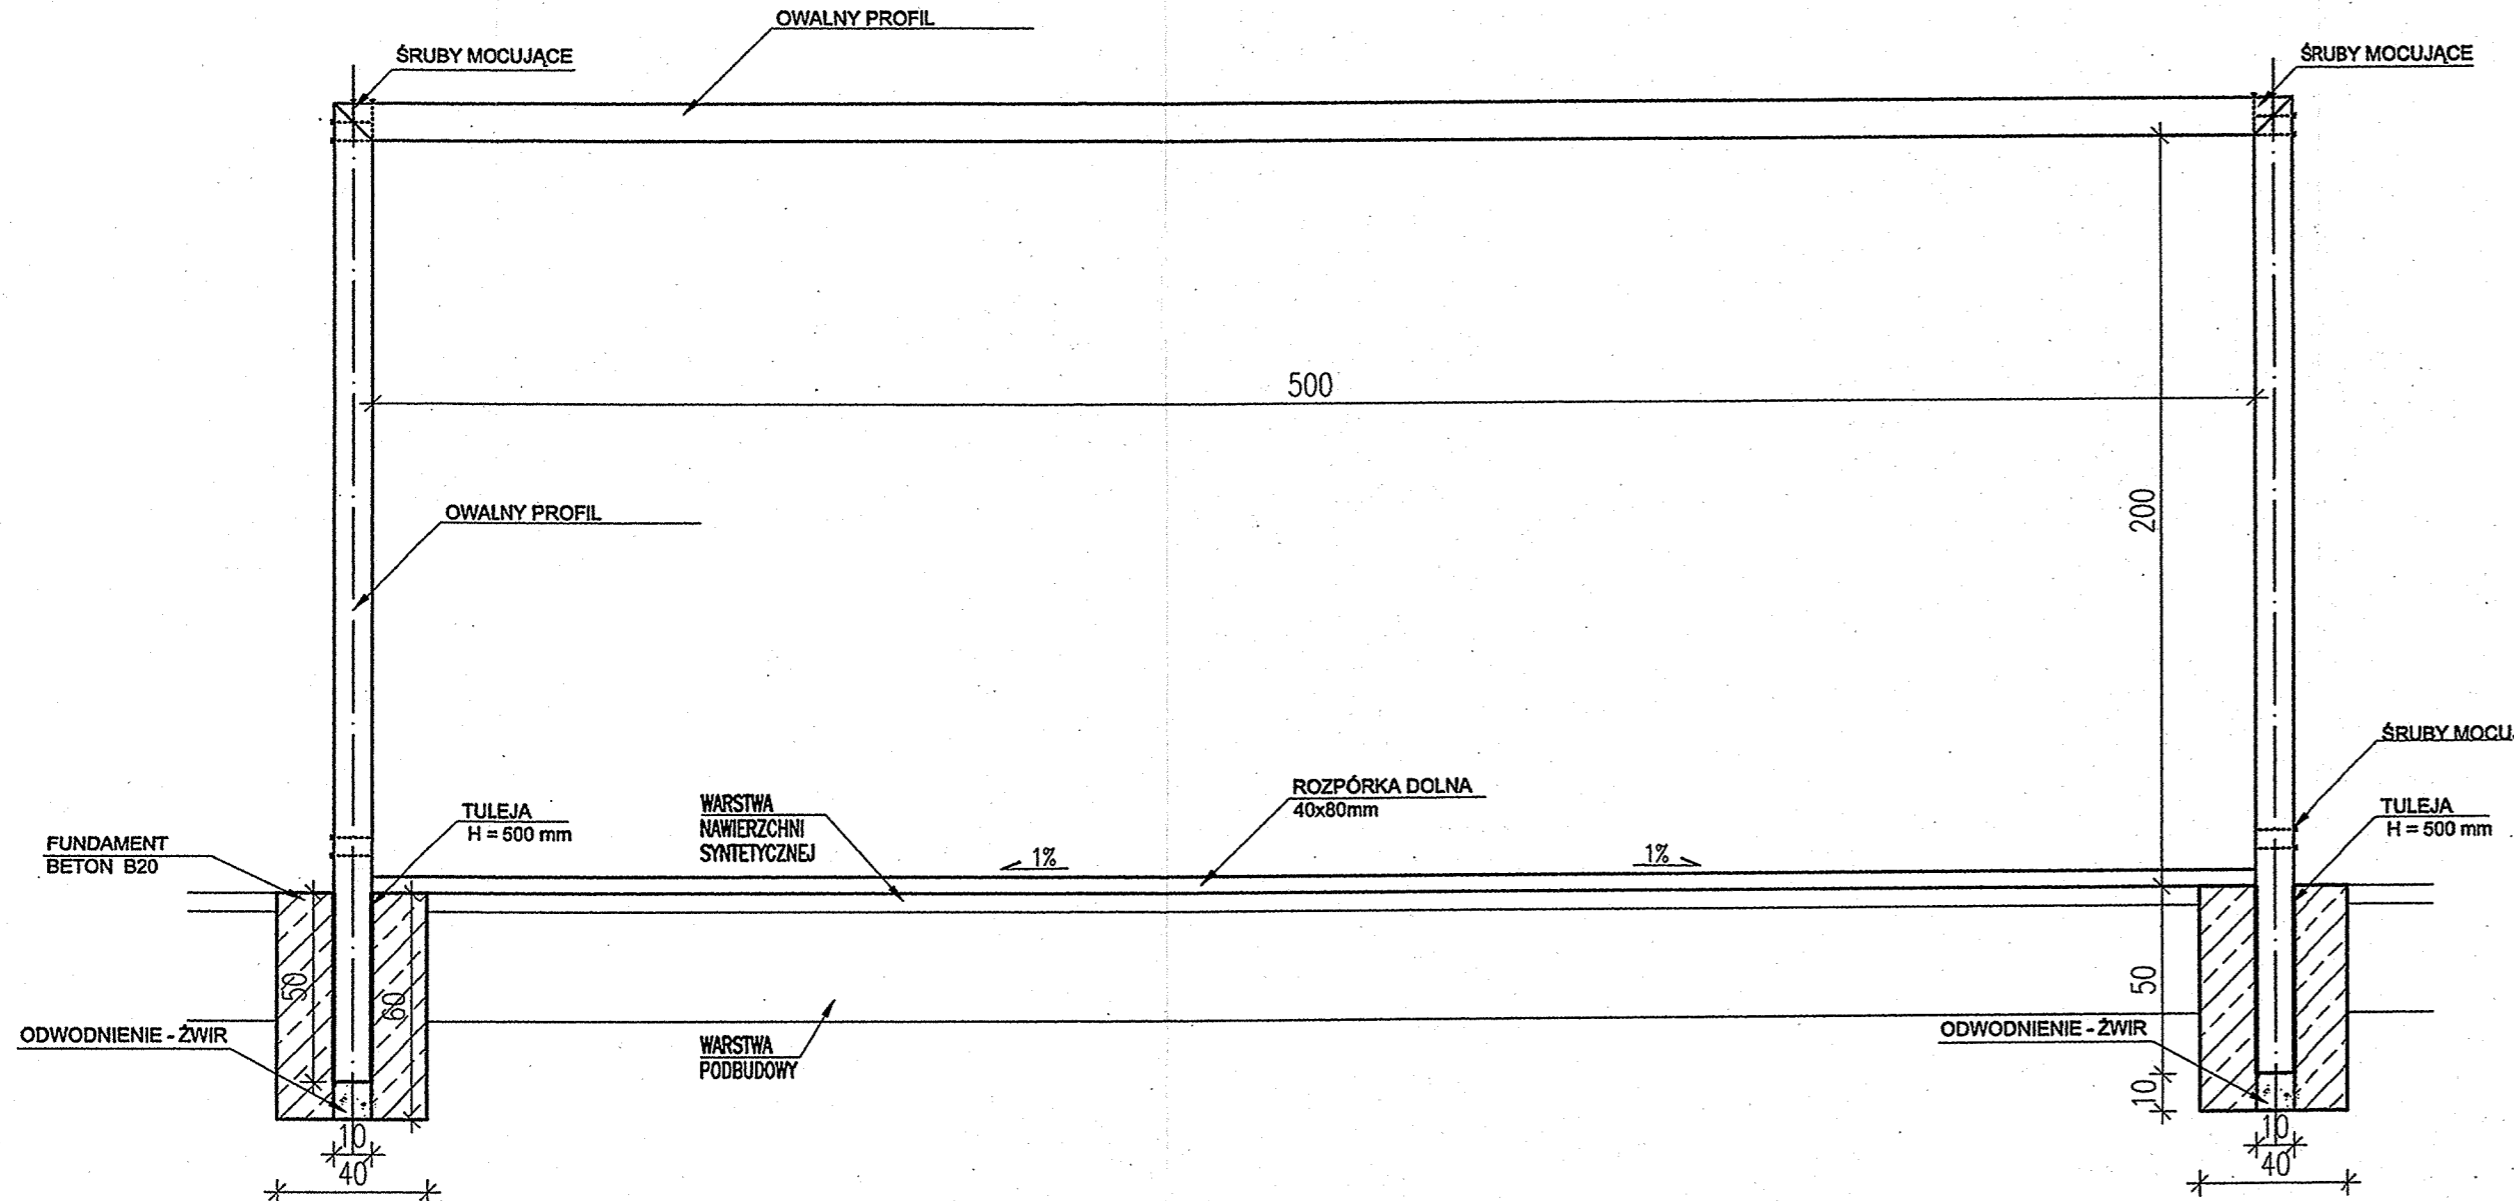 OWALNY PROFIL
ŚRUBY MOCUJĄCE
ŚRUBY MOCUJĄCE
500
200
OWALNY PROFIL
ŚRUBY MOCU
TULEJA
H = 500 mm
WARSTWA
NAWIERZCHNI
SYNTETYCZNEJ
ROZPÓRKA DOLNA
40x80mm
TULEJA
H = 500 mm
FUNDAMENT
BETON B20
1%
1%
50
60
50
ODWODNIENIE - ŻWIR
WARSTWA
PODBUDOWY
ODWODNIENIE - ŻWIR
10
10
40
10
40